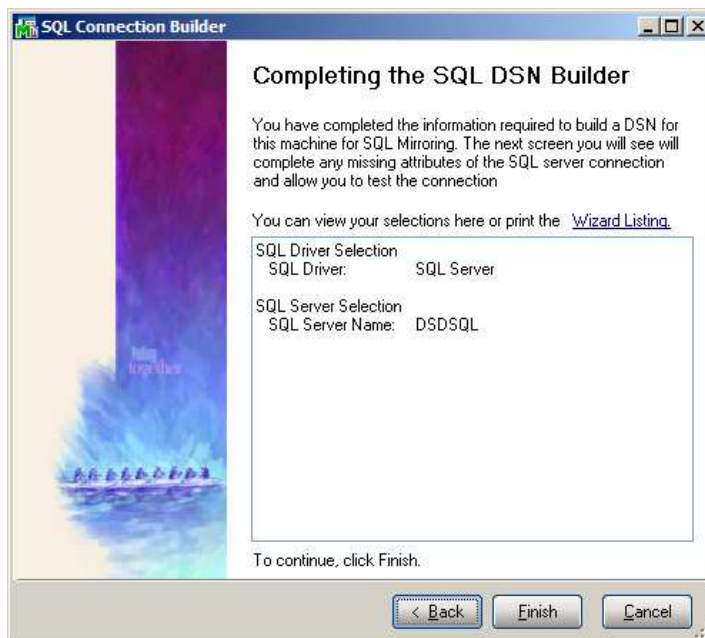 SQL Connection Builder
Completing the SQL DSN Builder
You have completed the information required to build a DSN for
this machine for SQL Mirroring. The next screen you will see will
complete any missing attributes of the SQL server connection
and allow you to test the connection
You can view your selections here or print the Wizard Listing.
SQL Driver Selection
SQL Driver: SQL Server
SQL Server Selection
SQL Server Name: DSDSQL
together
To continue, click Finish.
< Back Finish Cancel